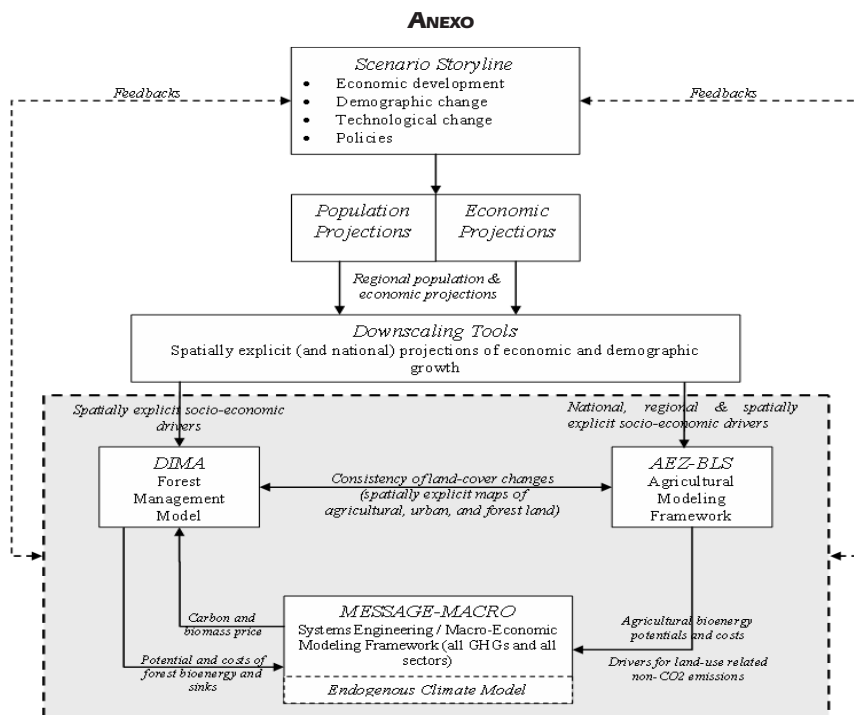 ANEXO
Scenario Storyline
• Economic development
• Demographic change
• Technological change
• Policies
Feedbacks
Feedbacks
Population
Projections
Economic
Projections
Regional population &
economic projections
Downscaling Tools
Spatially explicit (and national) projections of economic and demographic
growth
Spatially explicit socio-economic
drivers
National, regional & spatially
explicit socio-economic drivers
DIMA
Forest
Management
Model
Consistency of land-cover changes
(spatially explicit maps of
agricultural, urban, and forest land)
AEZ-BLS
Agricultural
Modeling
Framework
Carbon and
biomass price
Potential and costs of
forest bioenergy and
sinks
MESSAGE-MACRO
Systems Engineering / Macro-Economic
Modeling Framework (all GHGs and all
sectors)
Endogenous Climate Model
Agricultural bioenergy
potentials and costs
Drivers for land-use related
non-CO2 emissions